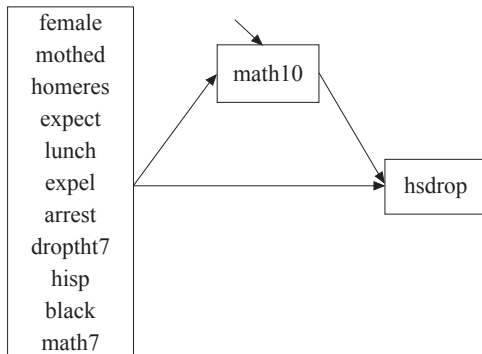 female
mothed
homeres
expect
lunch
expel
arrest
droptht7
hisp
black
math7
math10
hsdrop